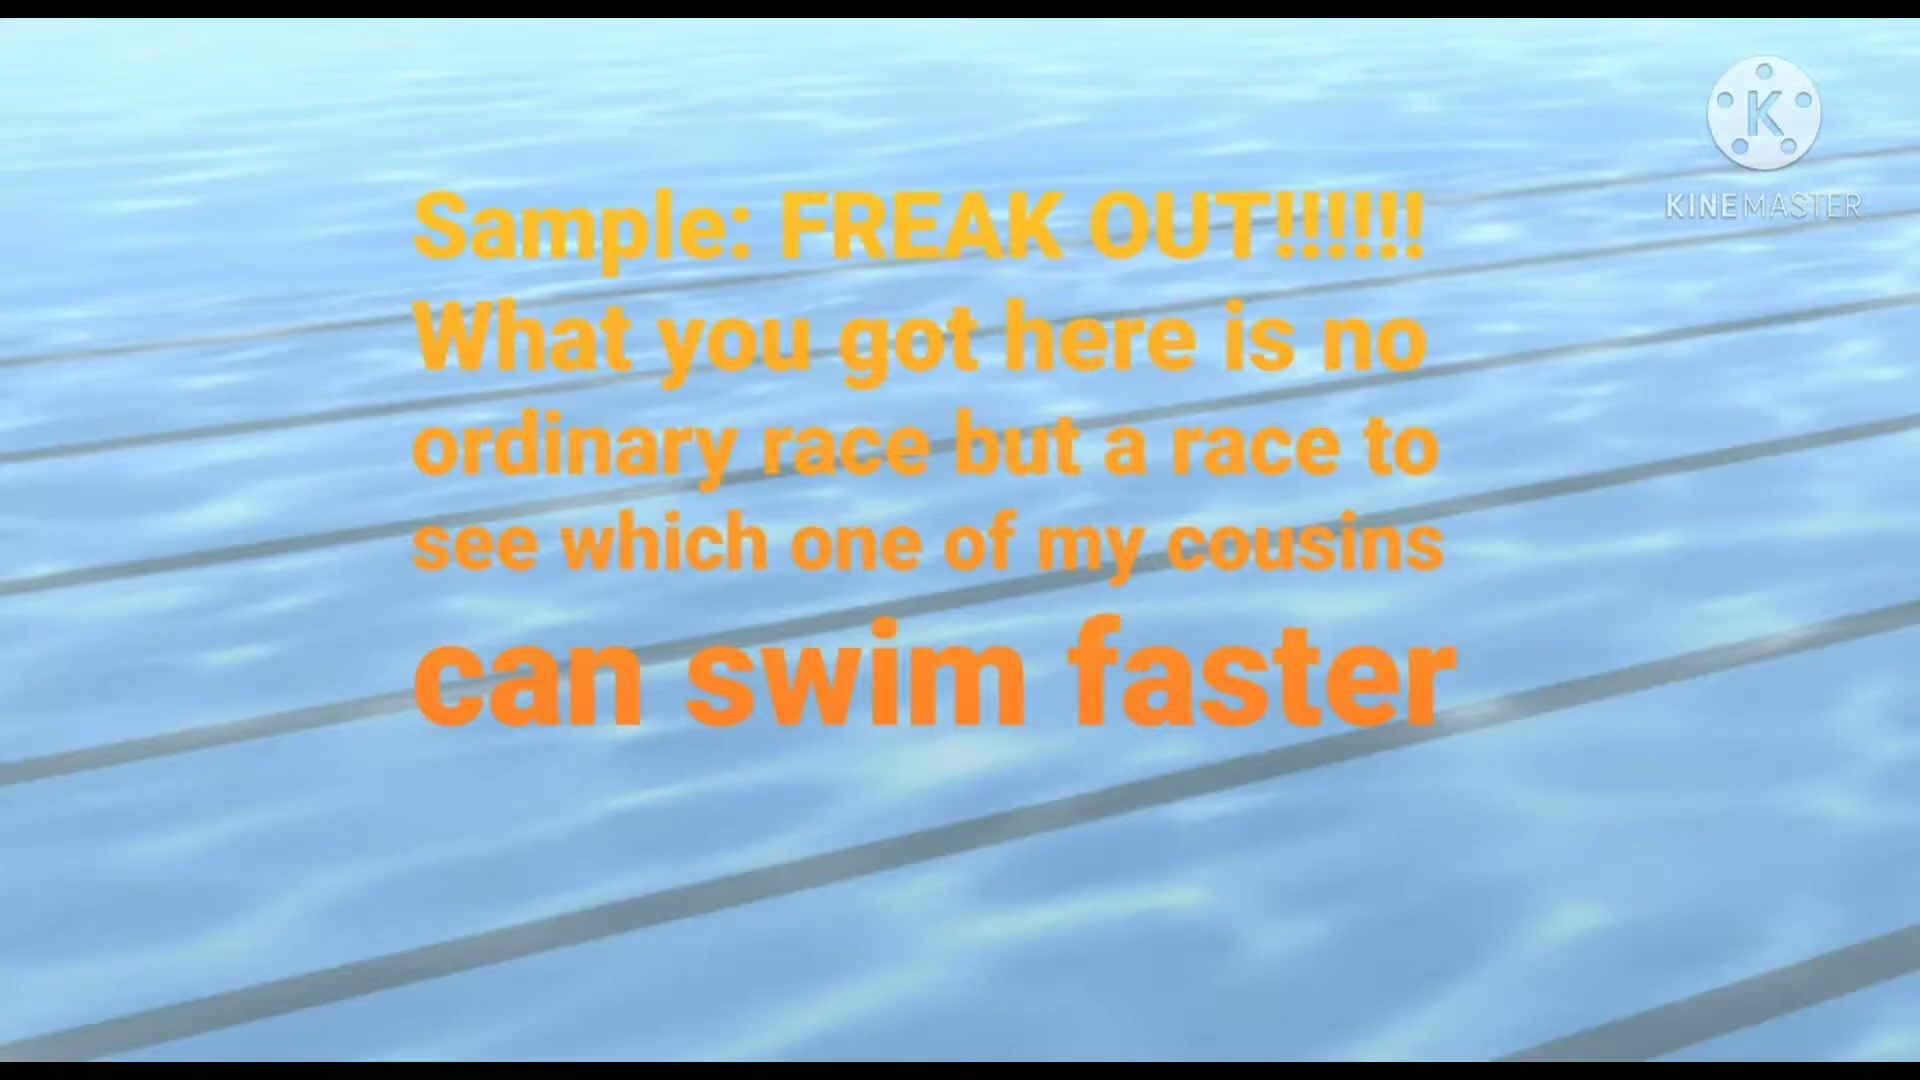 Sample: FREAK OUT!!!!!!
What you got here is no
ordinary race but a race to
see which one of my cousins
can swim faster
K
KINEMASTER